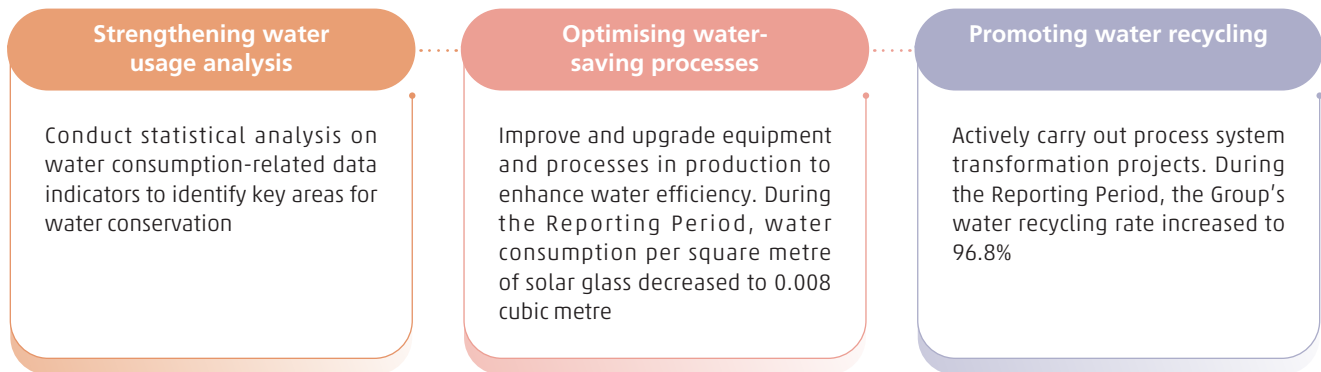 Strengthening water
usage analysis
Conduct statistical analysis on
water consumption-related data
indicators to identify key areas for
water conservation
Optimising water-
saving processes
Improve and upgrade equipment
and processes in production to
enhance water efficiency. During
the Reporting Period, water
consumption per square metre
of solar glass decreased to 0.008
cubic metre
Promoting water recycling
Actively carry out process system
transformation projects. During
the Reporting Period, the Group's
water recycling rate increased to
96.8%